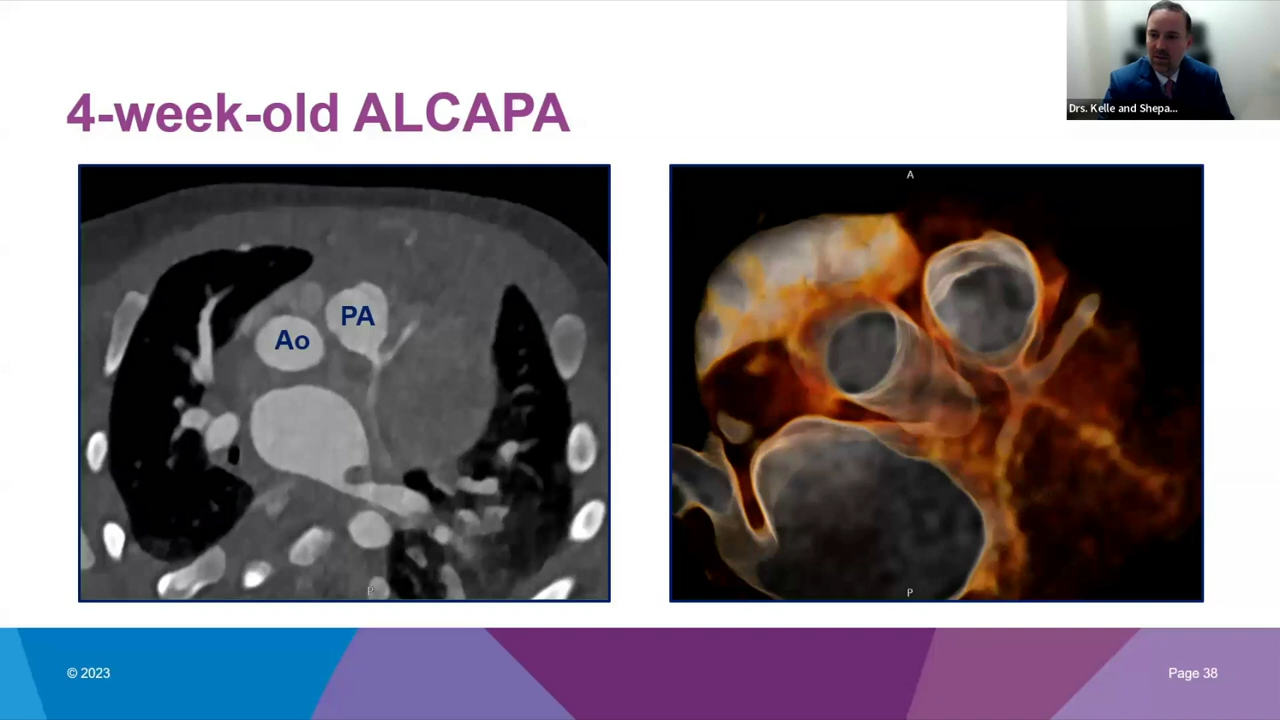 Drs. Kelle and Shepa...
4-week-old ALCAPA
Ao
PA
P
A
P
© 2023
Page 38